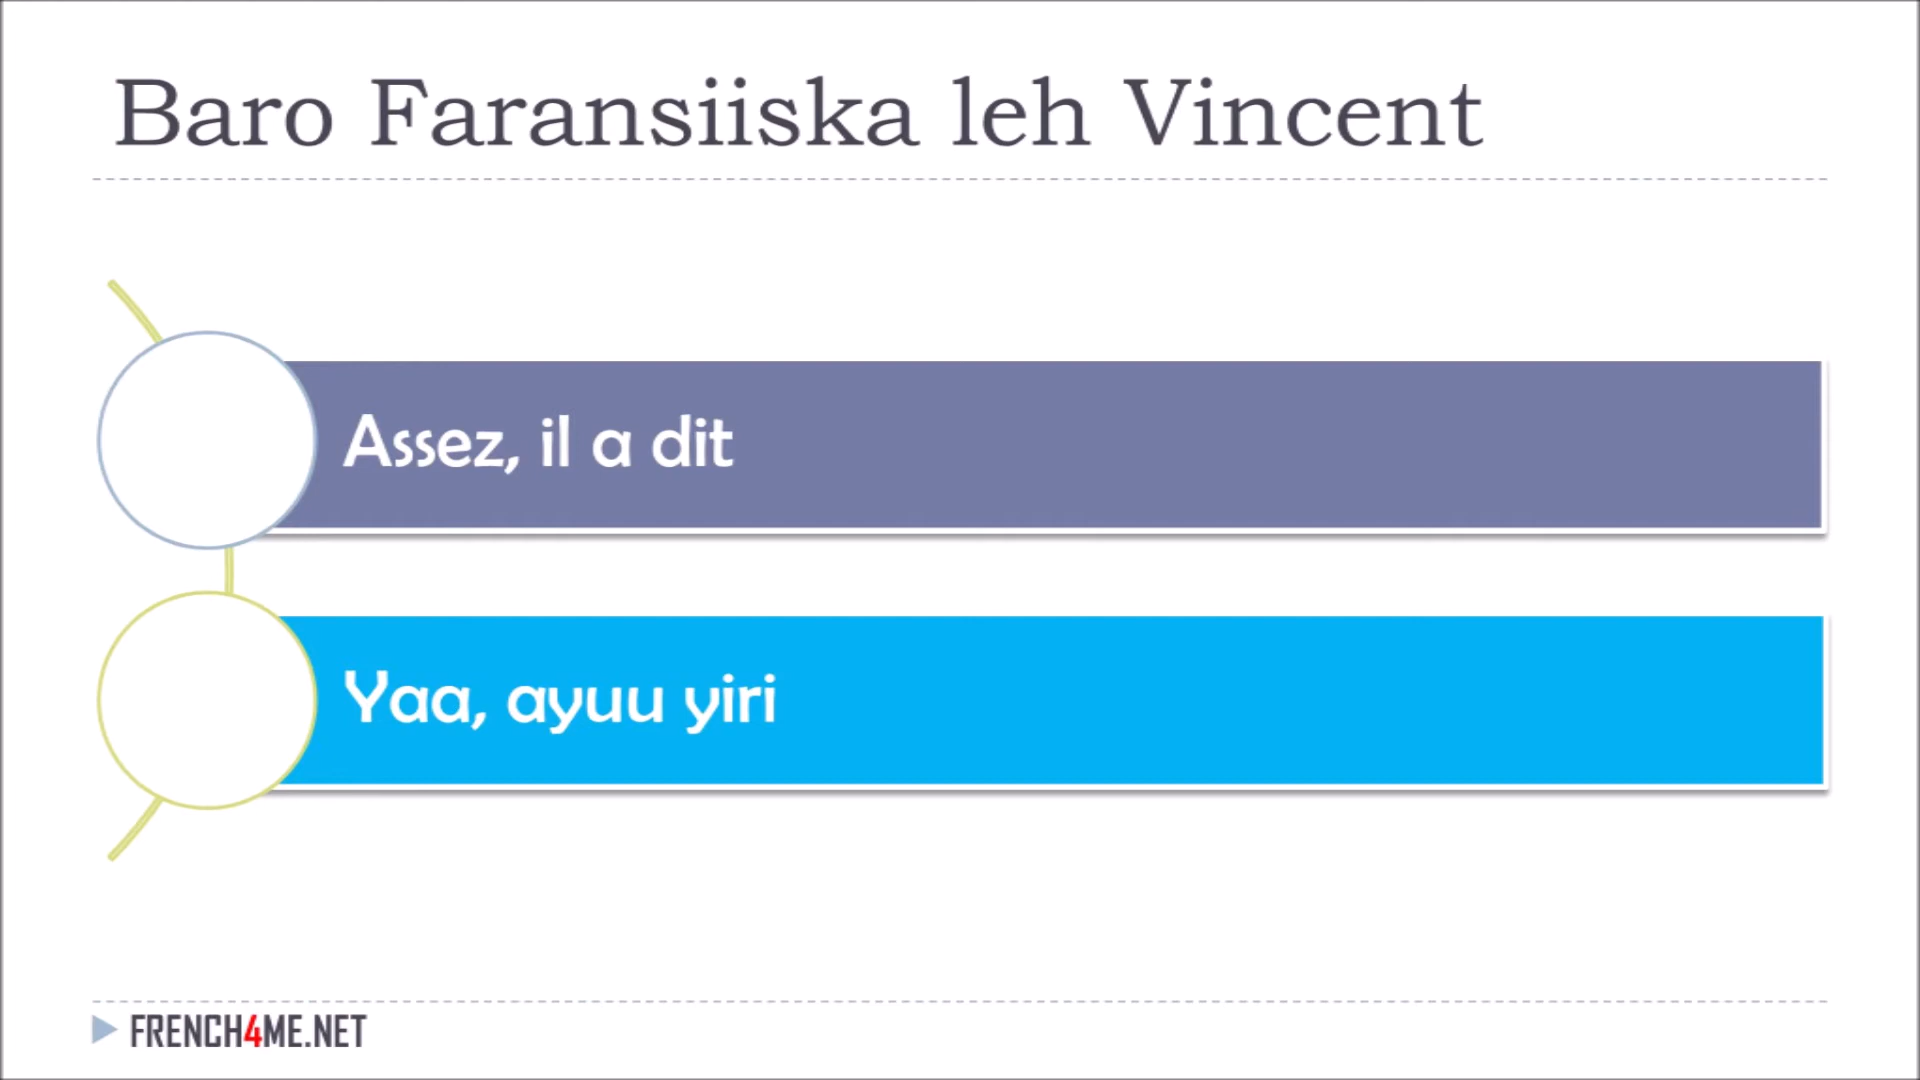 Baro Faransiiska leh Vincent
Assez, il a dit
Yaa, ayuu yiri
FRENCH4ME.NET